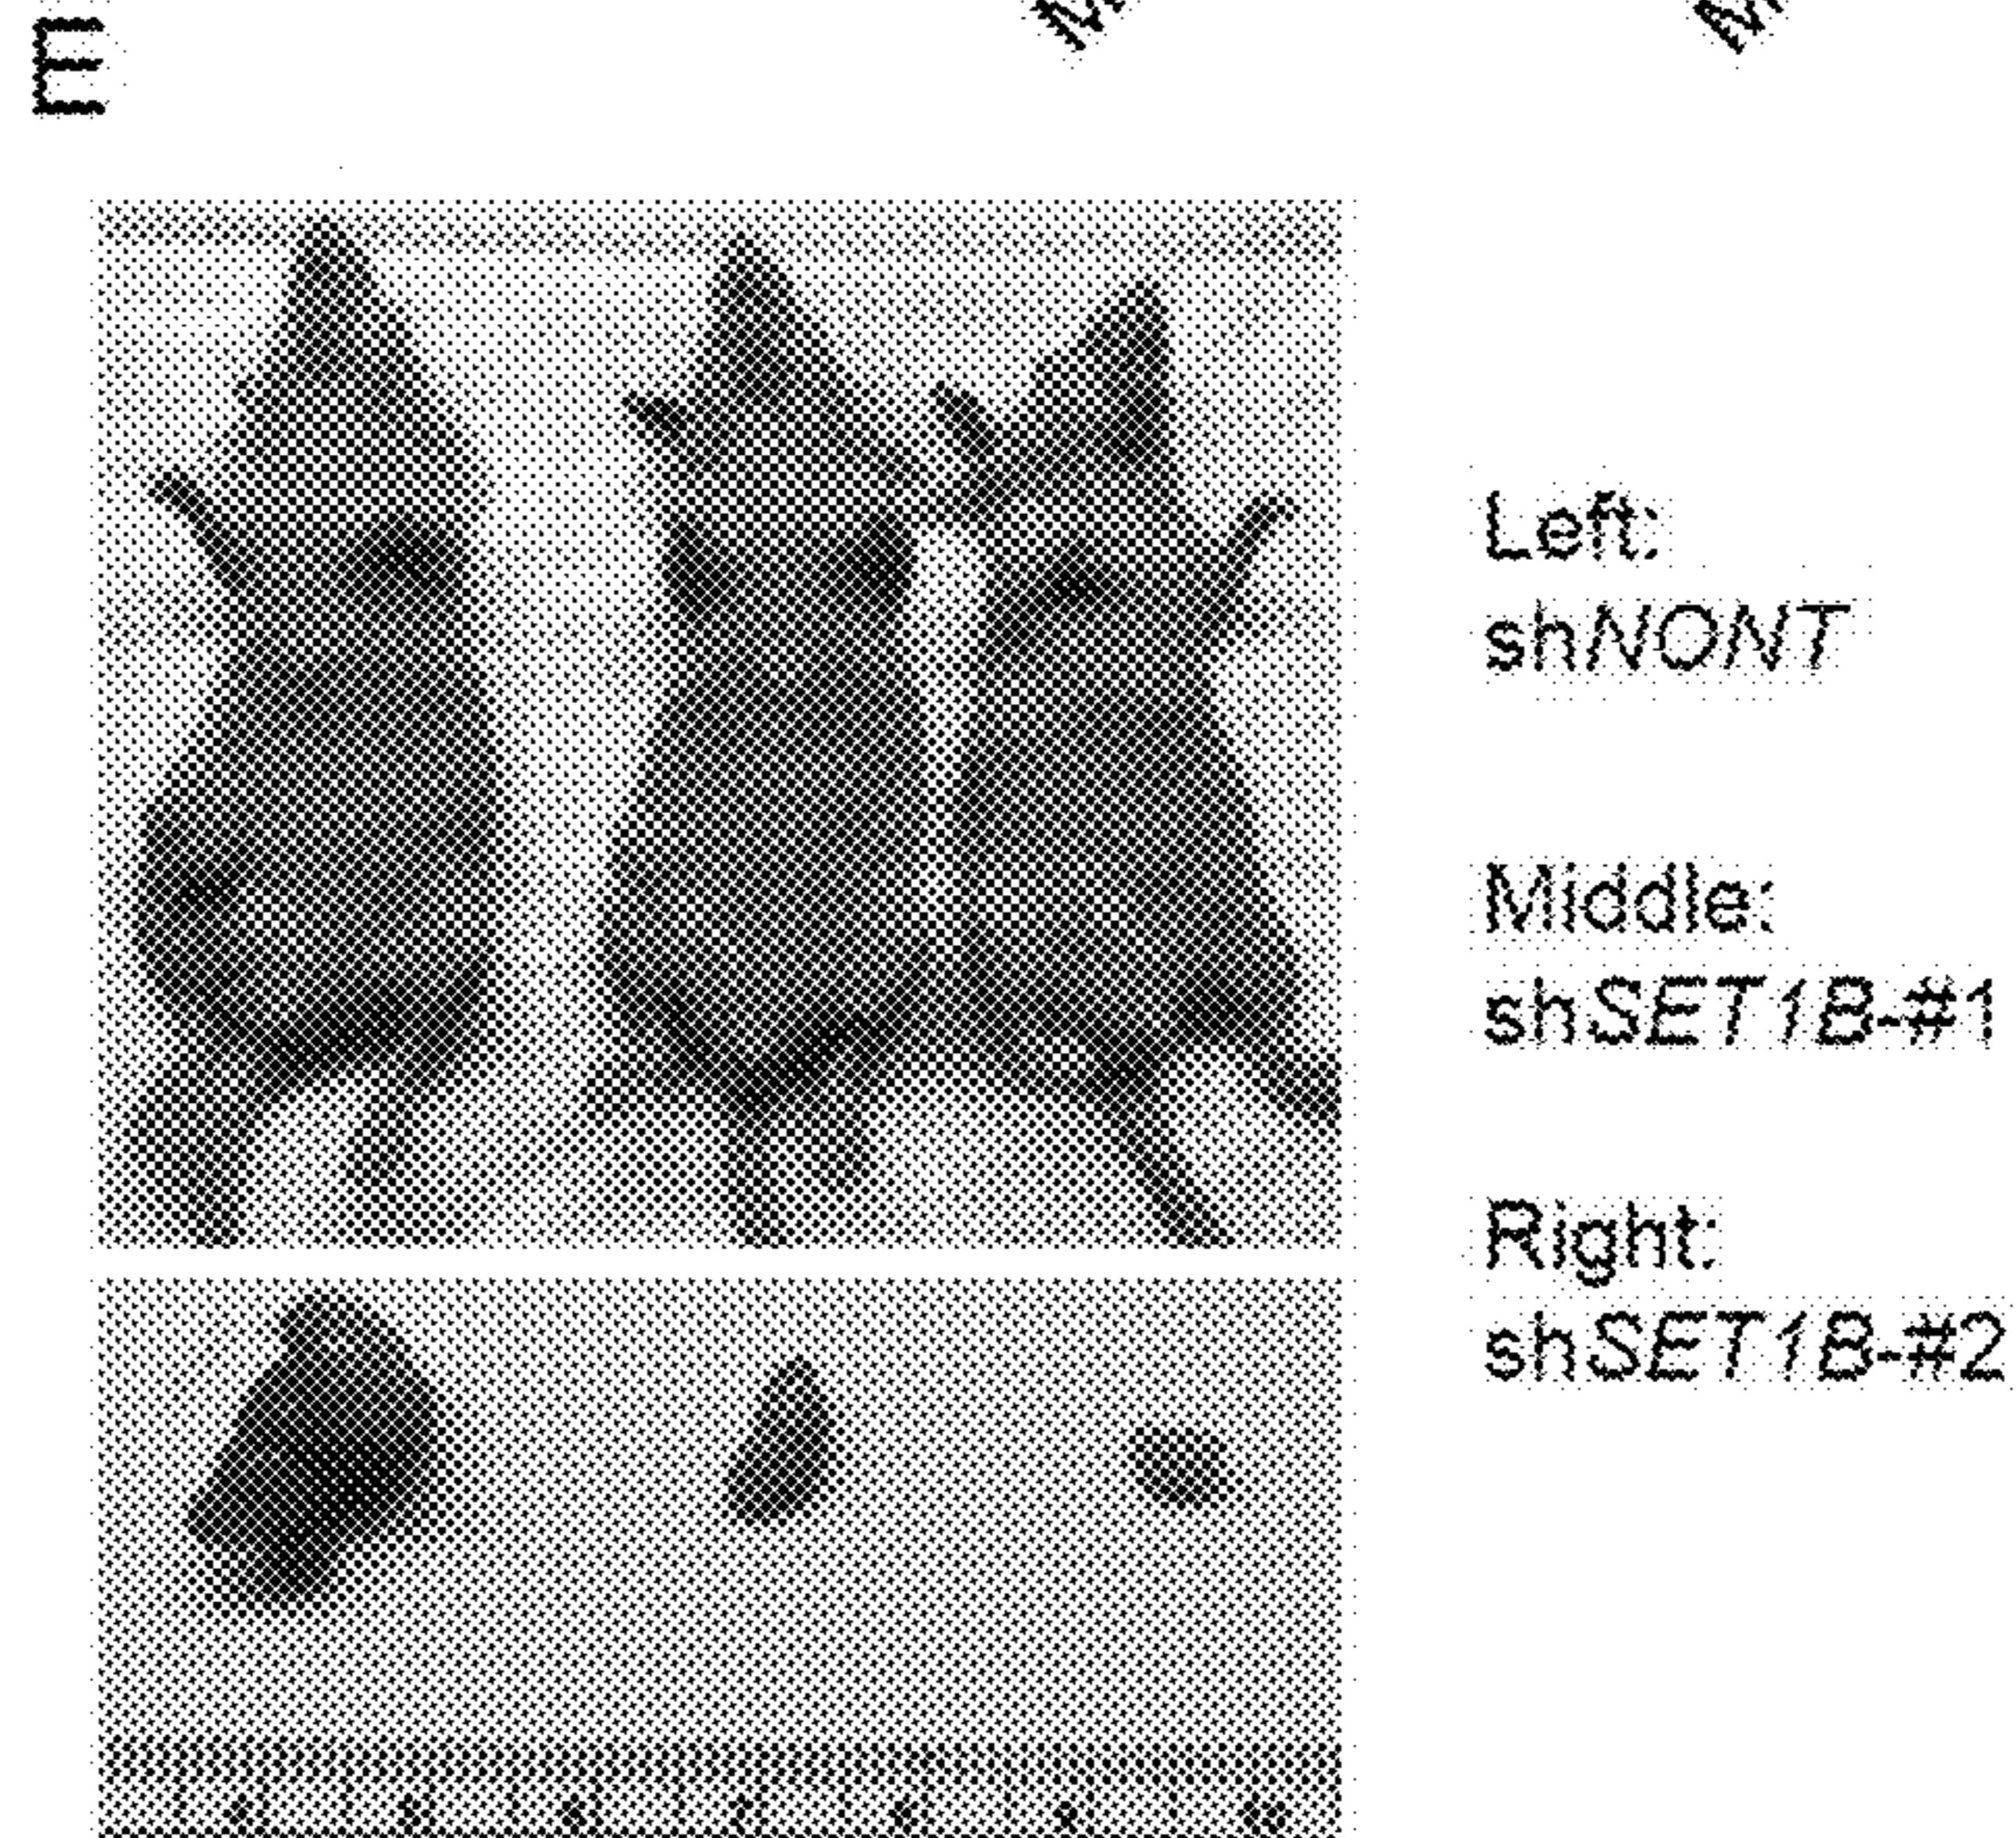 E
Left:
shNONT
Middle:
shSET1B-#1
Right:
shSET1B-#2